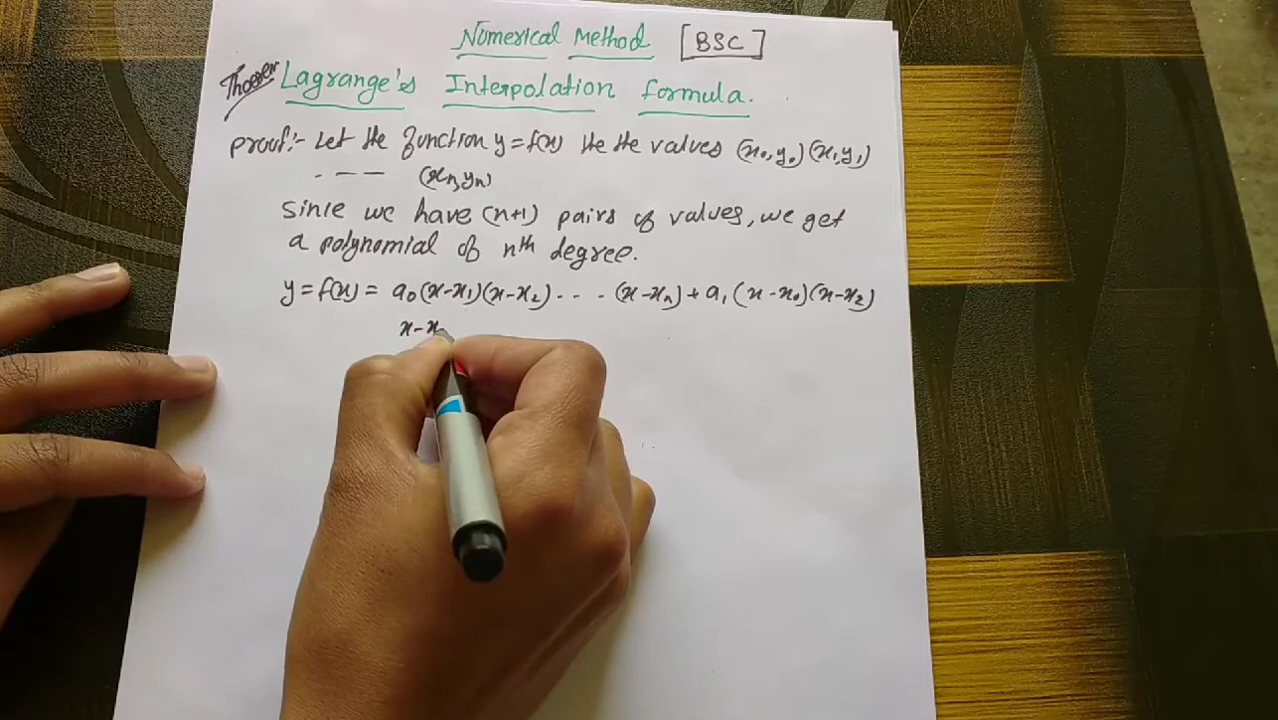 Numerical Method [BSC]
Thoerem Lagrange's Interpolation formula.
proof:- Let the function y = f(x) the the values (x₀, y₀) (x₁, y₁)
- - - - (xₙ, yₙ)
Since we have (n+1) pairs of values, we get
a polynomial of nth degree.
y = f(x) = a₀ (x-x₁)(x-x₂) . . . (x-xₙ) + a₁ (x-x₀)(x-x₂)
x-x